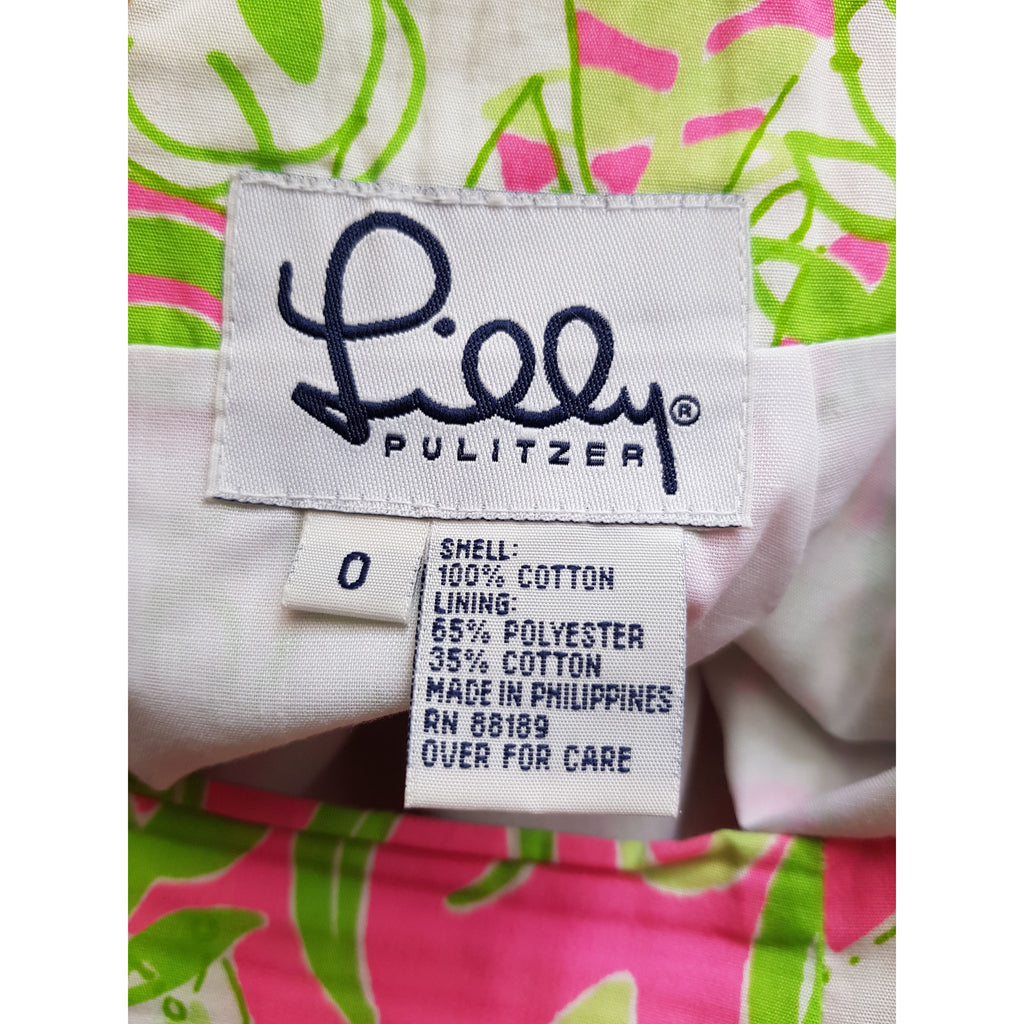 Lilly®
PULITZER
0
SHELL:
100% COTTON
LINING:
65% POLYESTER
35% COTTON
MADE IN PHILIPPINES
RN 88189
OVER FOR CARE